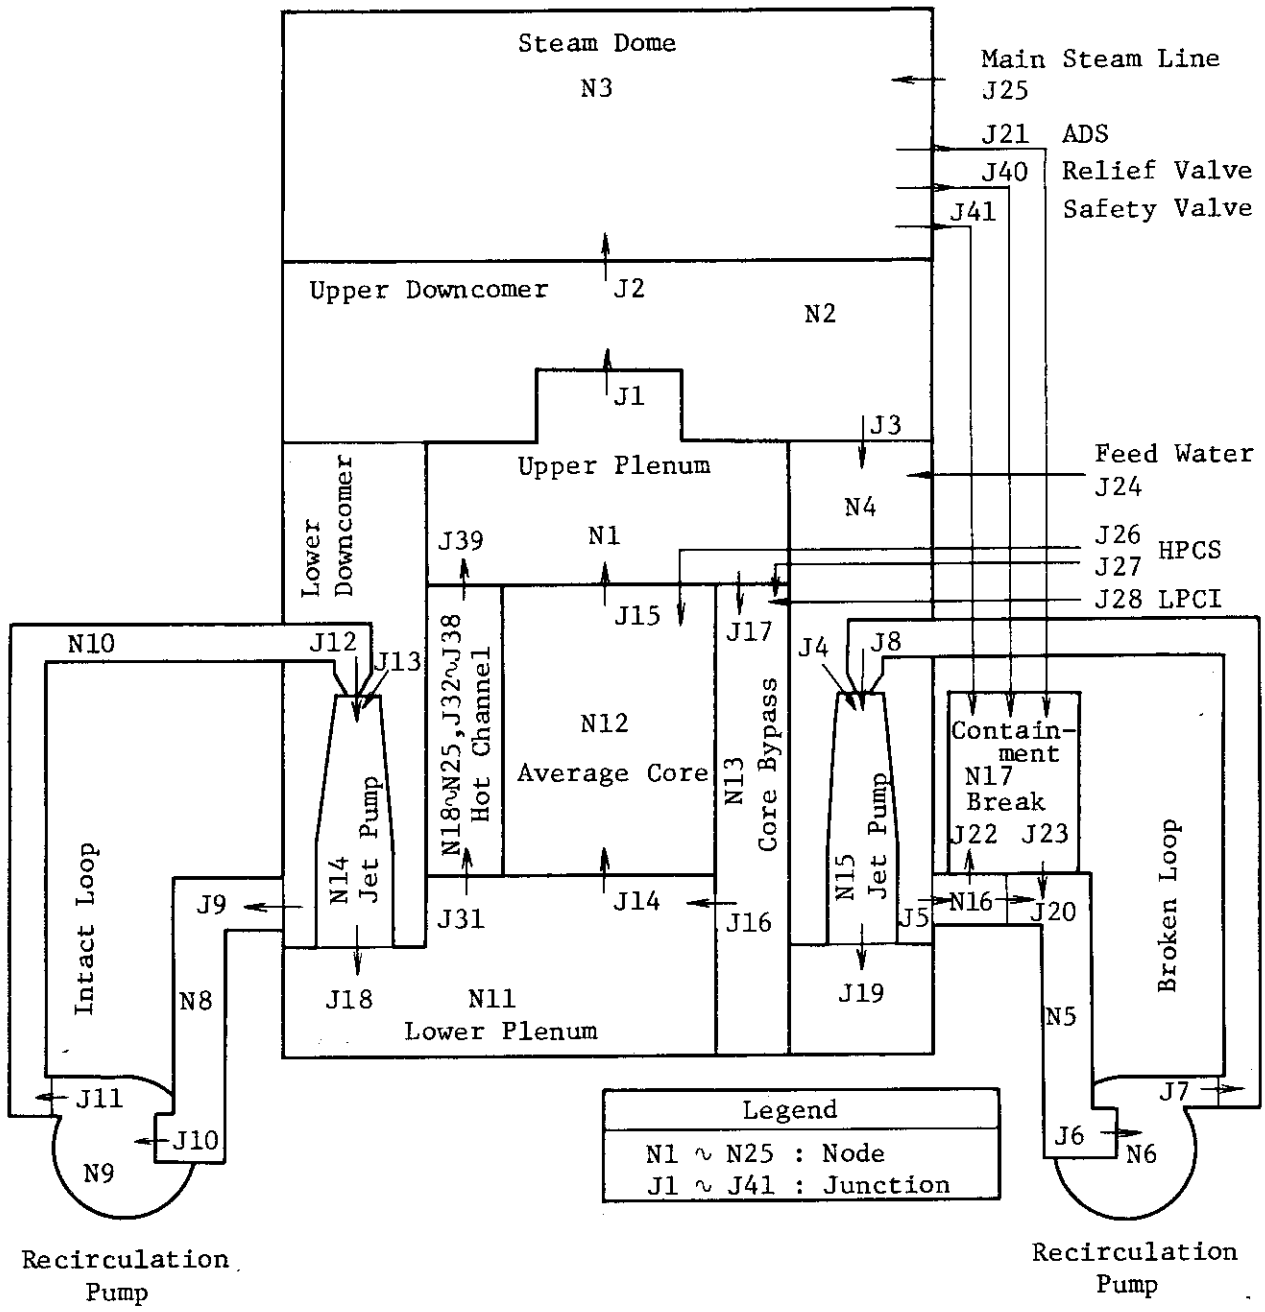 Steam Dome
N3
Main Steam Line
J25
J21 ADS
J40 Relief Valve
J41 Safety Valve
Upper Downcomer
J2
N2
J1
J3
Upper Plenum
Feed Water
J24
N4
Lower
Downcomer
J39
N1
J26
J27
HPCS
J28 LPCI
J15
J17
N10
J12
J13
J4
J8
N18∿N25,J32∿J38
Hot Channel
N12
Average Core
N13
Core Bypass
Contain-
ment
N17
Break
J22
J23
N14
Jet Pump
N15
Jet Pump
Intact Loop
Broken Loop
J9
J31
J14
J16
J5
N16
J20
N8
J18
N11
Lower Plenum
J19
N5
J11
J10
N9
J7
J6
N6
Legend
N1 ∿ N25 : Node
J1 ∿ J41 : Junction
Recirculation
Pump
Recirculation
Pump